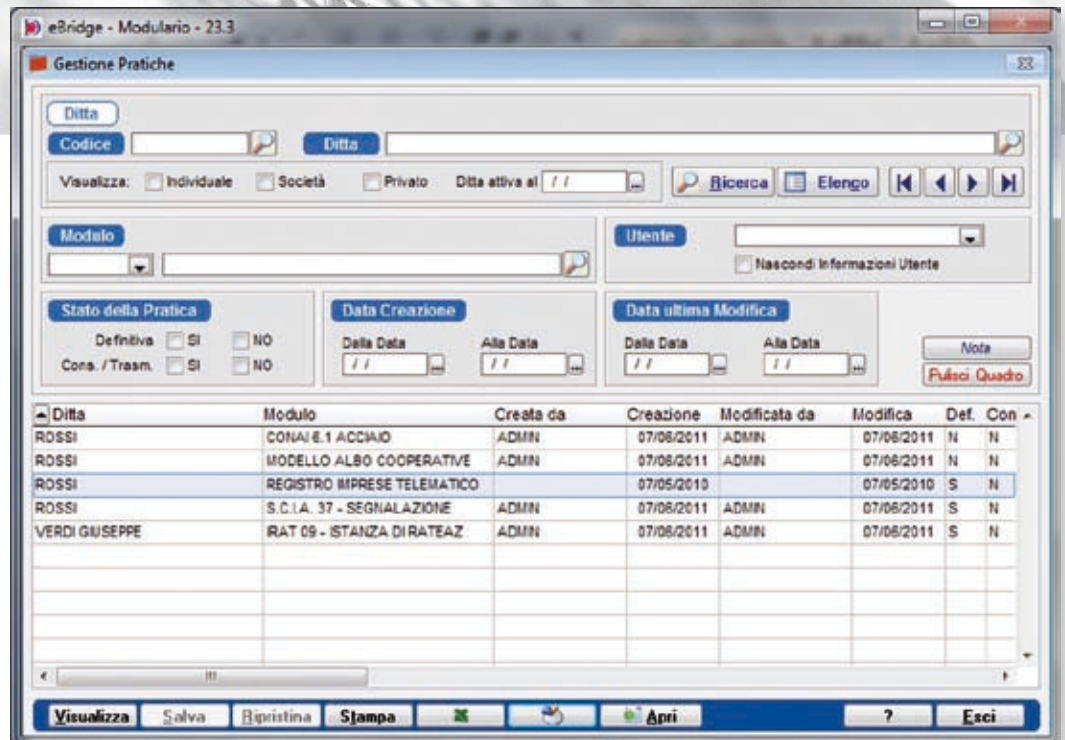 eBridge - Modulario - 23.3
Gestione Pratiche
Ditta
Codice Ditta
Visualizza: Individuale Società Privato Ditta attiva al / / ... Ricerca Elenco
Modulo Utente
Nascondi Informazioni Utente
Stato della Pratica Data Creazione Data ultima Modifica
Definitiva SI NO Dalla Data Alla Data Dalla Data Alla Data
Cons. / Trasm. SI NO / / ... / / ... / / ... / / ...
Nota
Pulisci Quadro
Ditta Modulo Creata da Creazione Modificata da Modifica Def. Con
ROSSI CONAI 6.1 ACCIAIO ADMIN 07/06/2011 ADMIN 07/06/2011 N N
ROSSI MODELLO ALBO COOPERATIVE ADMIN 07/06/2011 ADMIN 07/06/2011 N N
ROSSI REGISTRO IMPRESE TELEMATICO 07/05/2010 07/05/2010 S N
ROSSI S.C.I.A. 37 - SEGNALAZIONE ADMIN 07/06/2011 ADMIN 07/06/2011 S N
VERDI GIUSEPPE IRAT 09 - ISTANZA DI RATEAZ ADMIN 07/06/2011 ADMIN 07/06/2011 S N
Visualizza Salva Ripristina Stampa Apri ? Esci